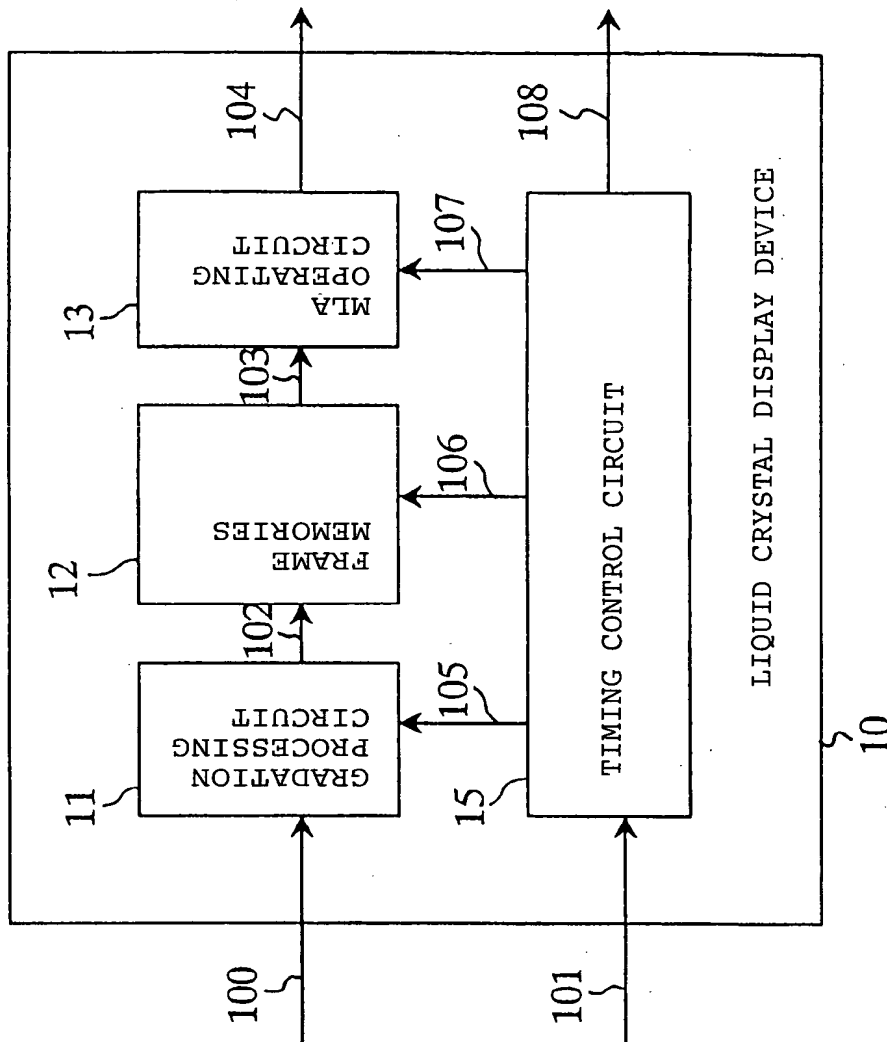 100
101
11
GRADATION
PROCESSING
CIRCUIT
102
12
FRAME
MEMORIES
103
13
MLA
OPERATING
CIRCUIT
104
105
106
107
15
TIMING CONTROL CIRCUIT
108
LIQUID CRYSTAL DISPLAY DEVICE
10